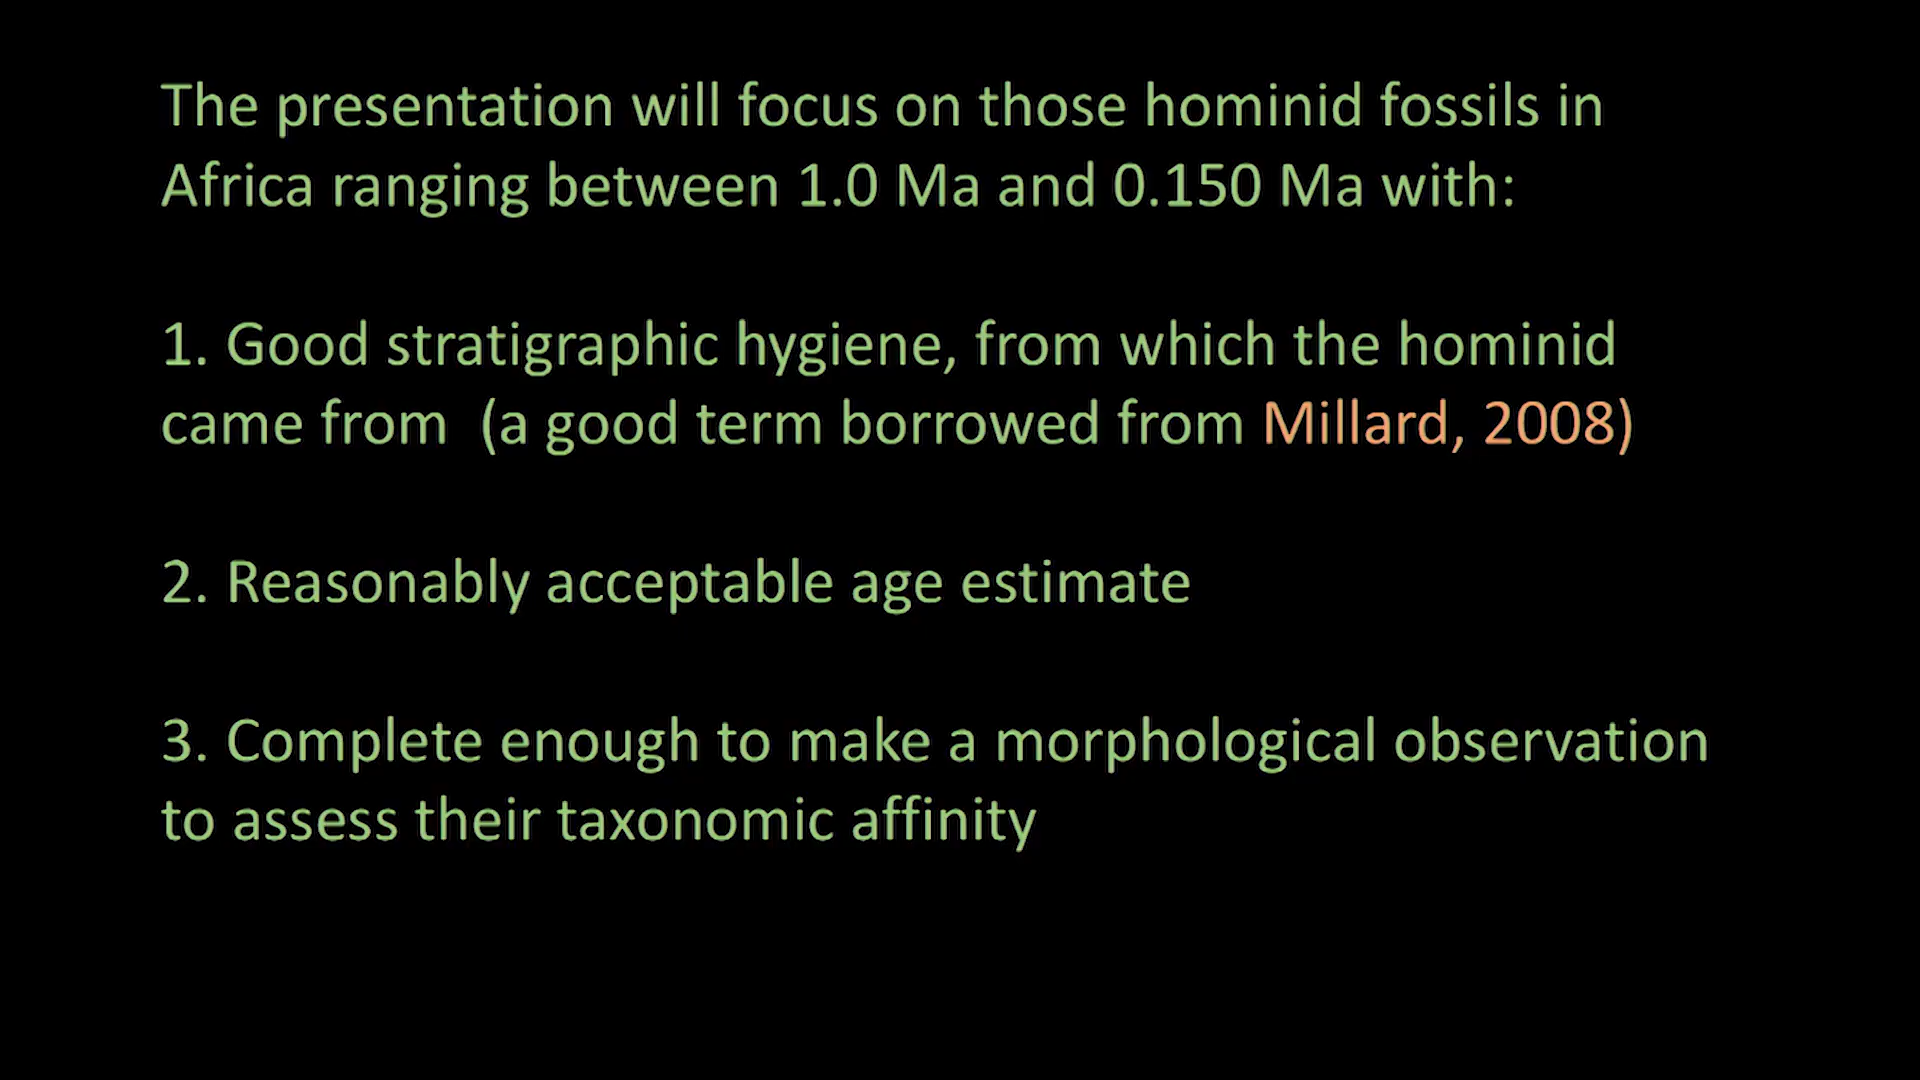 The presentation will focus on those hominid fossils in
Africa ranging between 1.0 Ma and 0.150 Ma with:
1. Good stratigraphic hygiene, from which the hominid
came from  (a good term borrowed from Millard, 2008)
2. Reasonably acceptable age estimate
3. Complete enough to make a morphological observation
to assess their taxonomic affinity